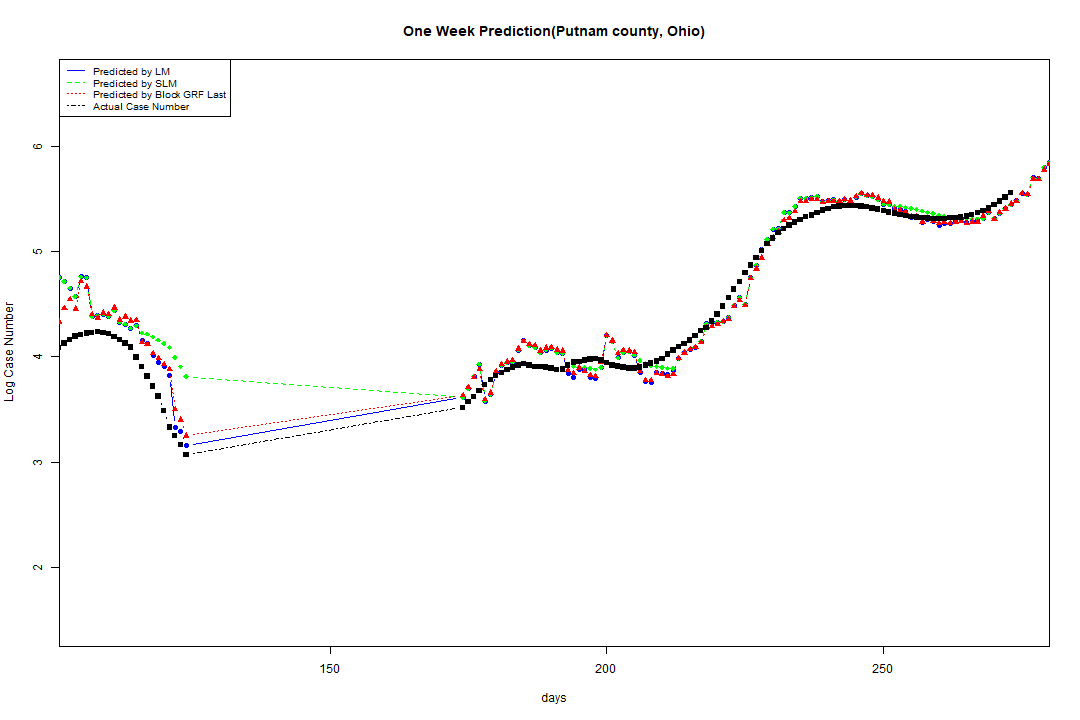 One Week Prediction(Putnam county, Ohio)
Predicted by LM
Predicted by SLM
Predicted by Block GRF Last
Actual Case Number
Log Case Number
6
5
4
3
2
150 200 250
days